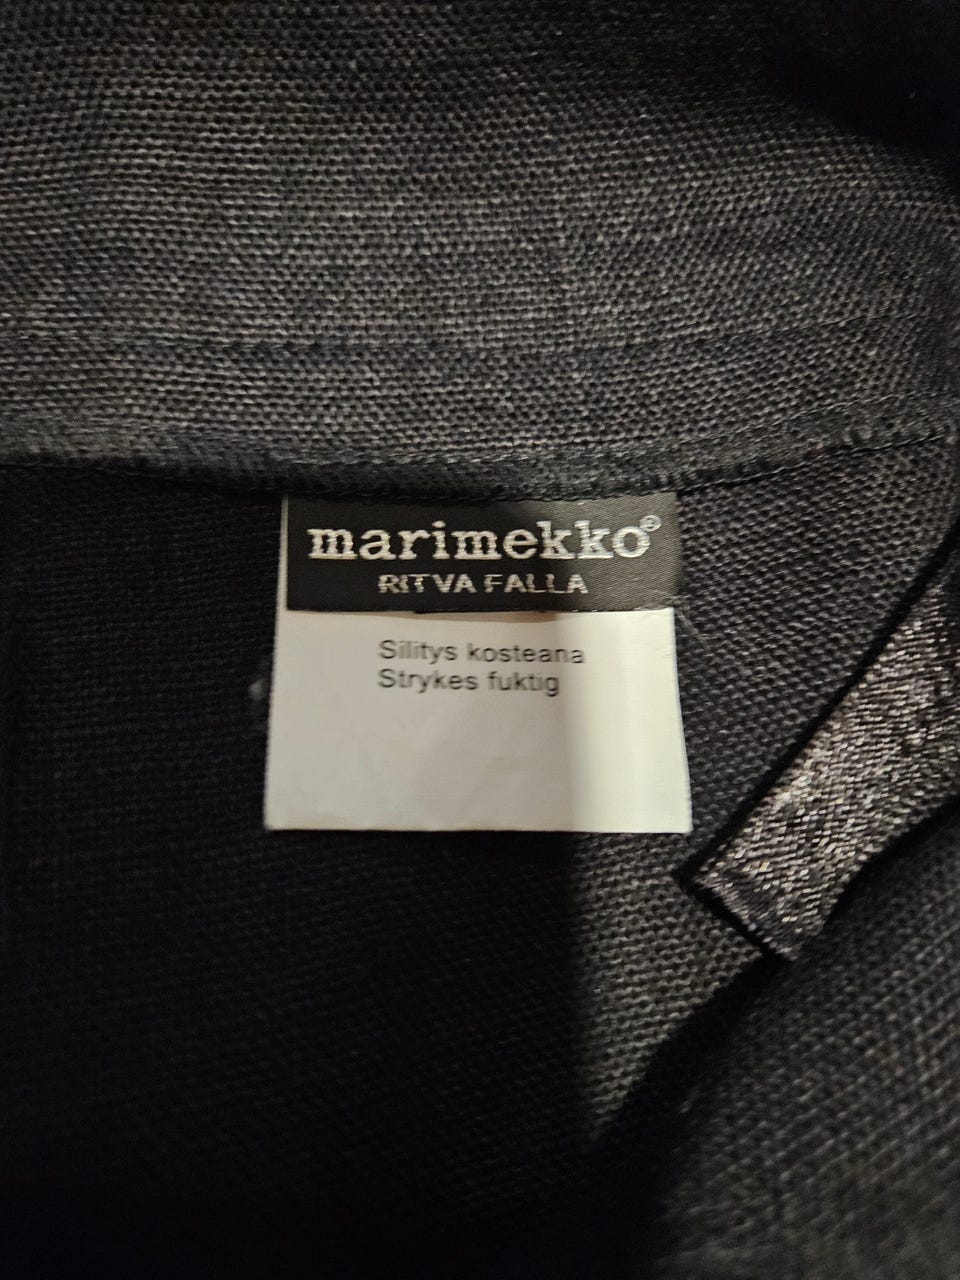 marimekko®
RITVA FALLA
Silitys kosteana
Strykes fuktig